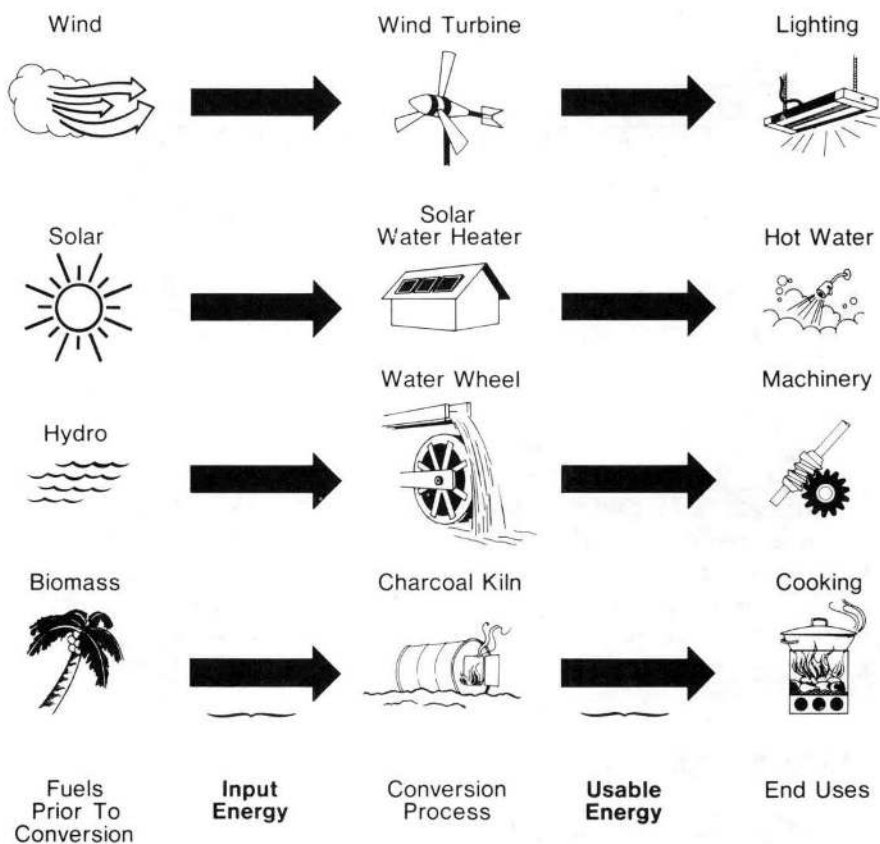 Wind
Wind Turbine
Lighting
Solar
Solar
Water Heater
Hot Water
Hydro
Water Wheel
Machinery
Biomass
Charcoal Kiln
Cooking
Fuels
Prior To
Conversion
Input
Energy
Conversion
Process
Usable
Energy
End Uses